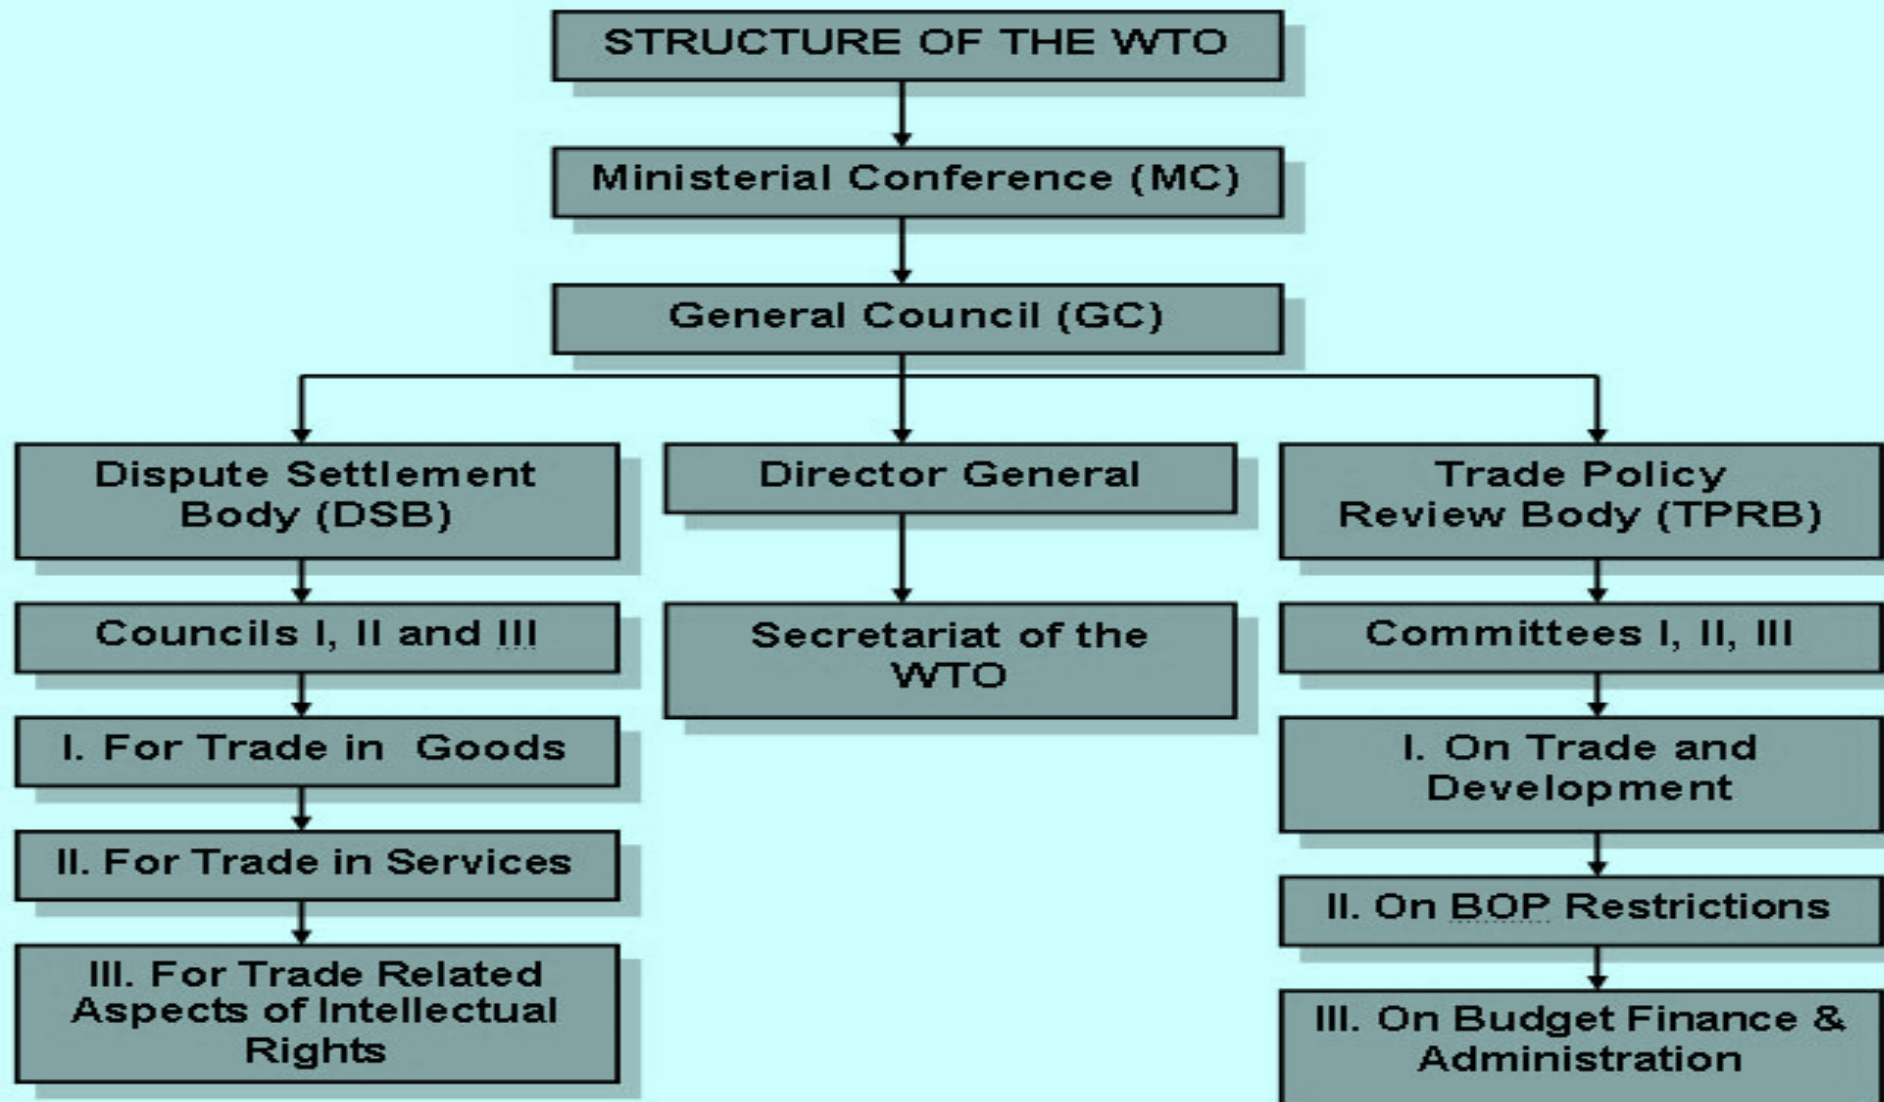 STRUCTURE OF THE WTO
Ministerial Conference (MC)
General Council (GC)
Dispute Settlement
Body (DSB)
Director General
Trade Policy
Review Body (TPRB)
Councils I, II and III
Secretariat of the
WTO
Committees I, II, III
I. For Trade in Goods
I. On Trade and
Development
II. For Trade in Services
II. On BOP Restrictions
III. For Trade Related
Aspects of Intellectual
Rights
III. On Budget Finance &
Administration